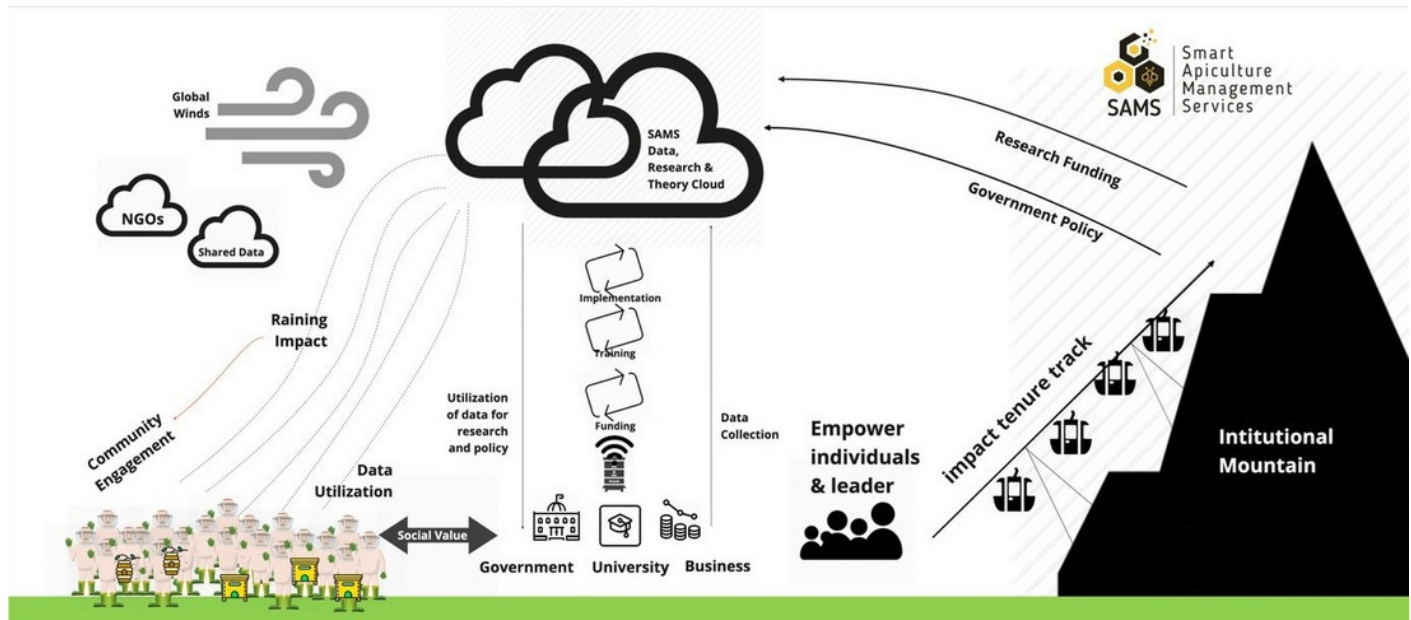 Global
Winds
NGOs
Shared Data
SAMS
Data,
Research &
Theory Cloud
Research Funding
Government Policy
SAMS
Smart
Apiculture
Management
Services
Raining
Impact
Community
Engagement
Data
Utilization
Social Value
Utilization
of data for
research
and policy
Implementation
Training
Funding
Data
Collection
Government
University
Business
Empower
individuals
& leader
impact tenure track
Intitutional
Mountain